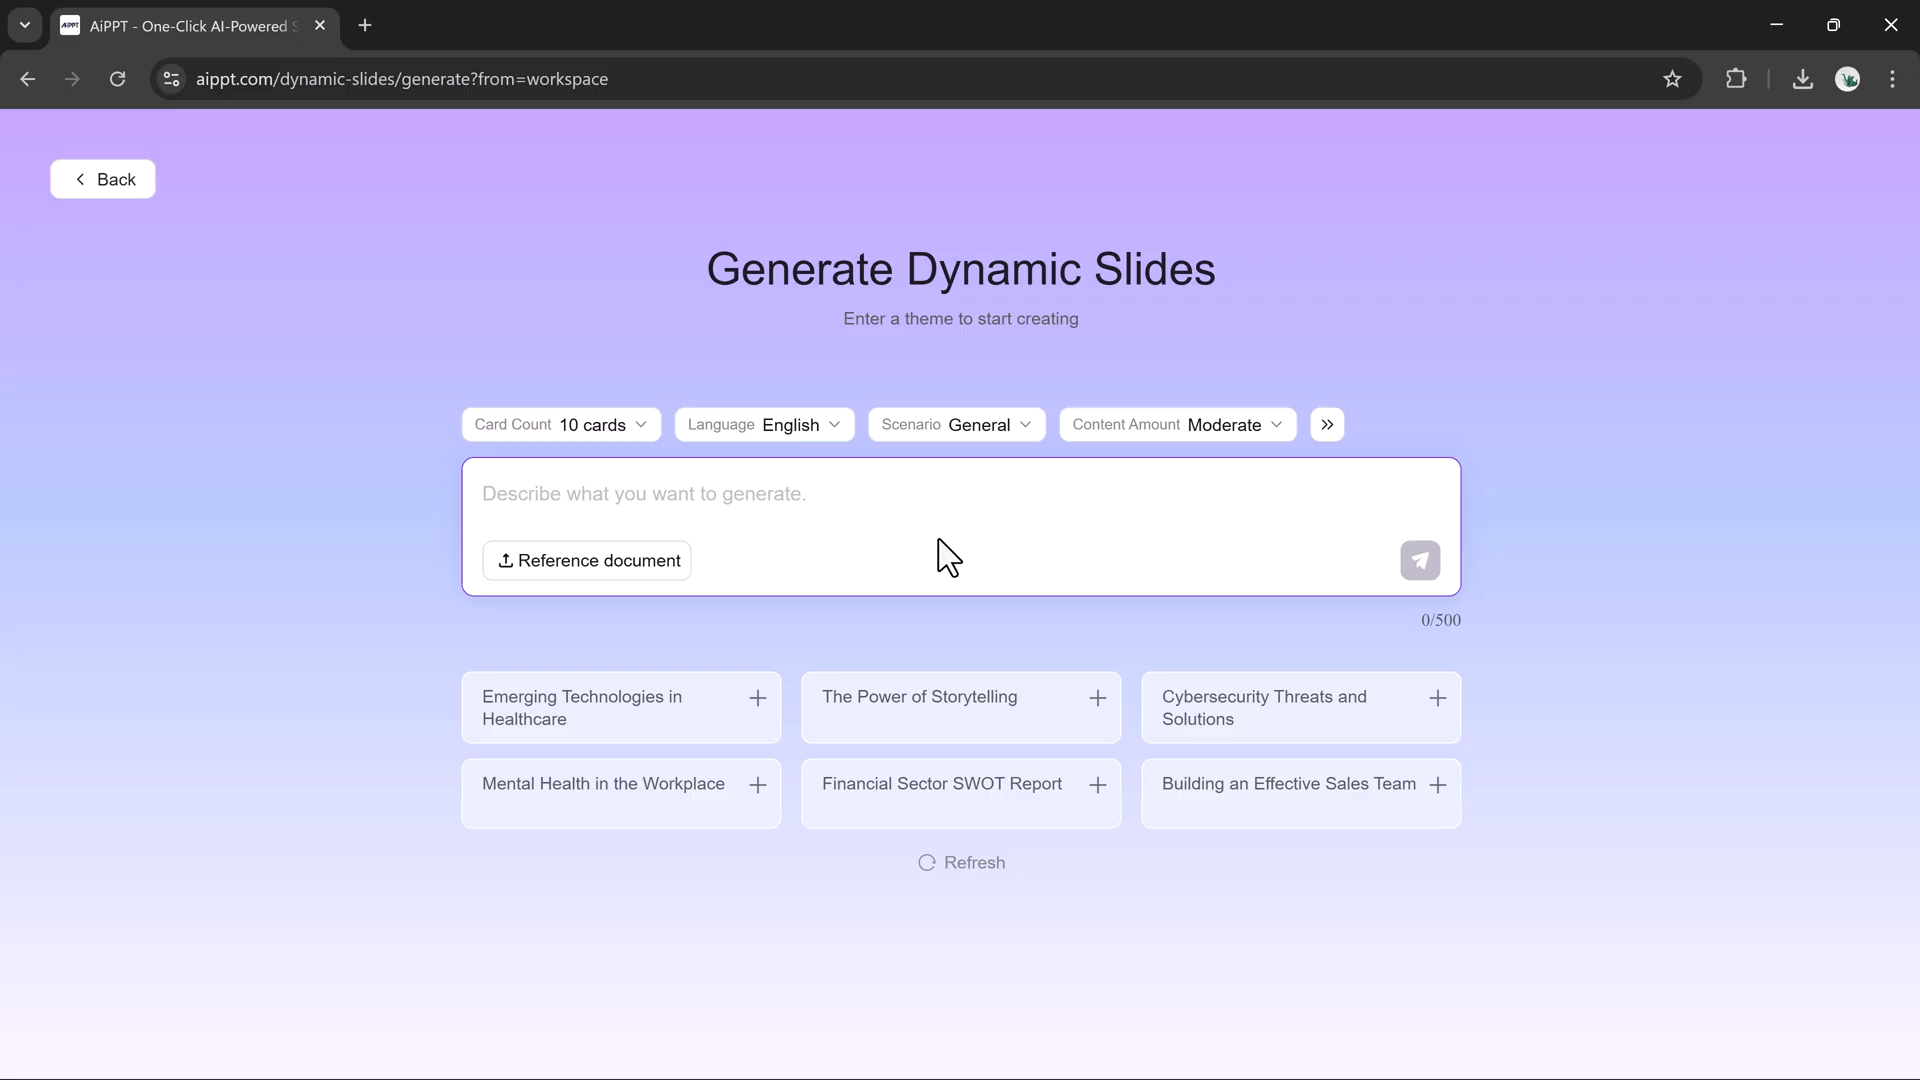 AiPPT - One-Click AI-Powered
aippt.com/dynamic-slides/generate?from=workspace
Back
Generate Dynamic Slides
Enter a theme to start creating
Card Count 10 cards Language English Scenario General Content Amount Moderate
Describe what you want to generate.
Reference document
0/500
Emerging Technologies in
Healthcare
The Power of Storytelling
Cybersecurity Threats and
Solutions
Mental Health in the Workplace
Financial Sector SWOT Report
Building an Effective Sales Team
Refresh